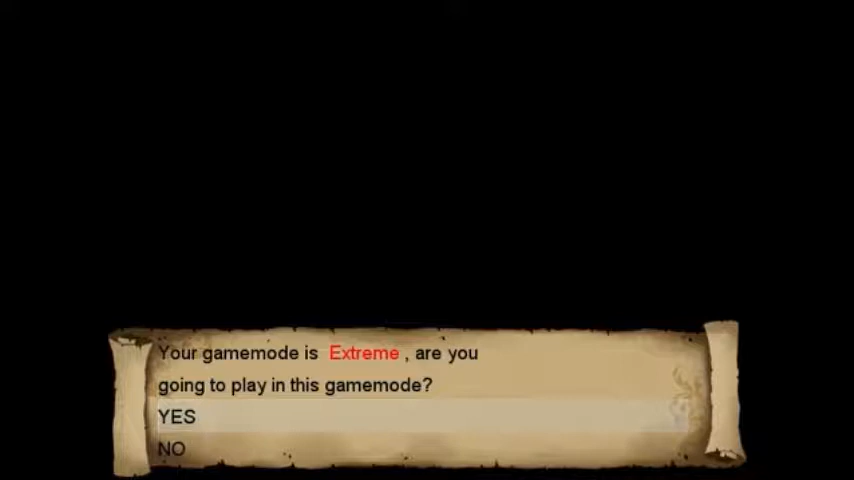 Your gamemode is Extreme , are you
going to play in this gamemode?
YES
NO